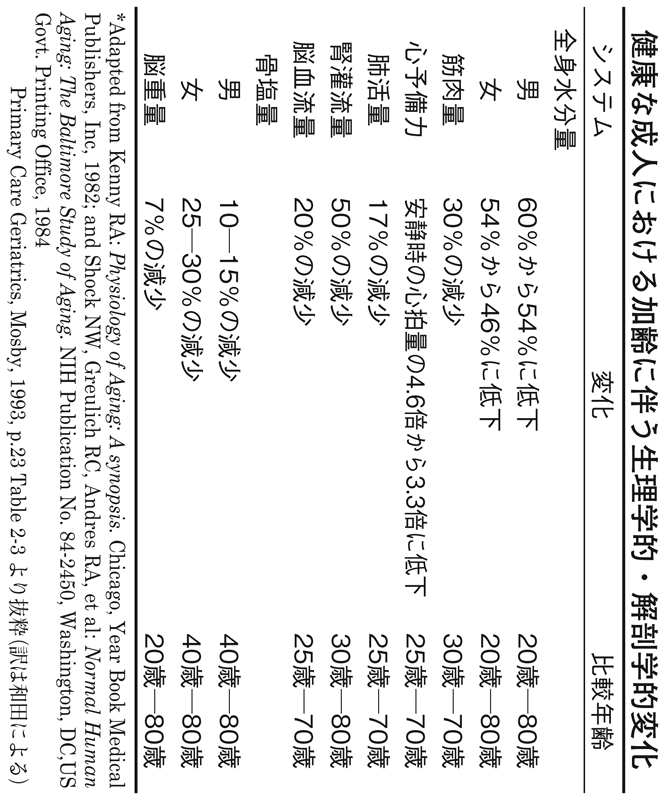 健康な成人における加齢に伴う生理学的・解剖学的変化
システム 変化 比較年齢
全身水分量
男 60%から54%に低下 20歳—80歳
女 54%から46%に低下 20歳—80歳
筋肉量 30%の減少 30歳—70歳
心予備力 安静時の心拍量の4.6倍から3.3倍に低下 25歳—70歳
肺活量 17%の減少 25歳—70歳
腎灌流量 50%の減少 30歳—80歳
脳血流量 20%の減少 25歳—70歳
骨塩量
男 10—15%の減少 40歳—80歳
女 25—30%の減少 40歳—80歳
脳重量 7%の減少 20歳—80歳
*Adapted from Kenny RA: Physiology of Aging: A synopsis. Chicago, Year Book Medical
Publishers, Inc, 1982; and Shock NW, Greulich RC, Andres RA, et al: Normal Human
Aging: The Baltimore Study of Aging. NIH Publication No. 84-2450, Washington, DC,US
Govt. Printing Office, 1984
Primary Care Geriatrics, Mosby, 1993, p.23 Table 2-3 より抜粋(訳は和田による)